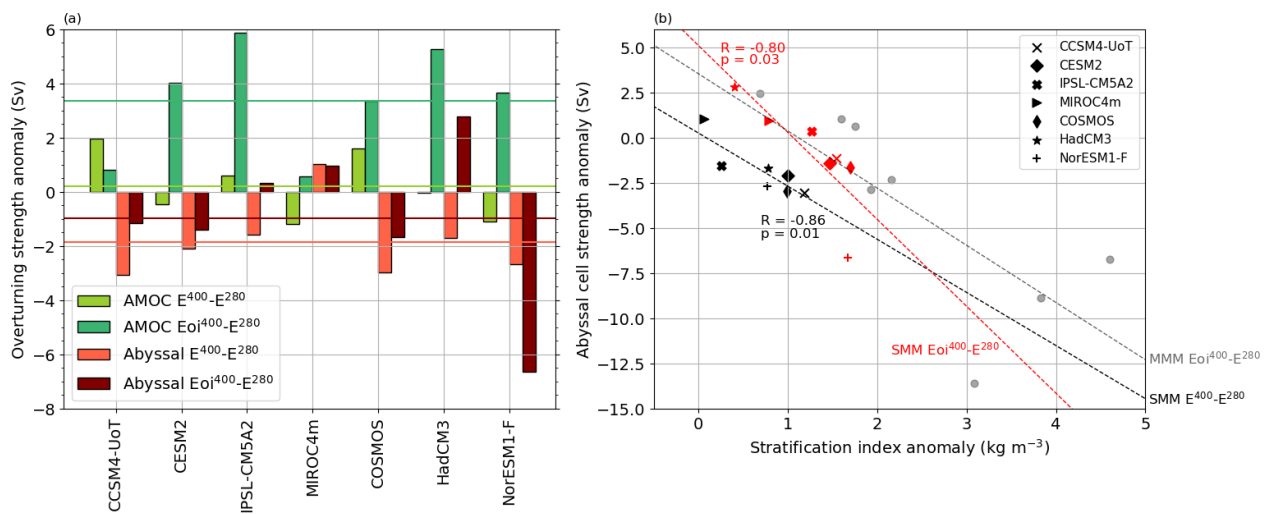 (a)
6
4
2
0
−2
−4
−6
−8
Overturning strength anomaly (Sv)
AMOC E⁴⁰⁰-E²⁸⁰
AMOC Eoi⁴⁰⁰-E²⁸⁰
Abyssal E⁴⁰⁰-E²⁸⁰
Abyssal Eoi⁴⁰⁰-E²⁸⁰
CCSM4-UoT
CESM2
IPSL-CM5A2
MIROC4m
COSMOS
HadCM3
NorESM1-F
(b)
5.0
2.5
0.0
−2.5
−5.0
−7.5
−10.0
−12.5
−15.0
Abyssal cell strength anomaly (Sv)
R = -0.80
p = 0.03
CCSM4-UoT
CESM2
IPSL-CM5A2
MIROC4m
COSMOS
HadCM3
NorESM1-F
R = -0.86
p = 0.01
SMM Eoi⁴⁰⁰-E²⁸⁰
MMM Eoi⁴⁰⁰-E²⁸⁰
SMM E⁴⁰⁰-E²⁸⁰
0 1 2 3 4 5
Stratification index anomaly (kg m⁻³)